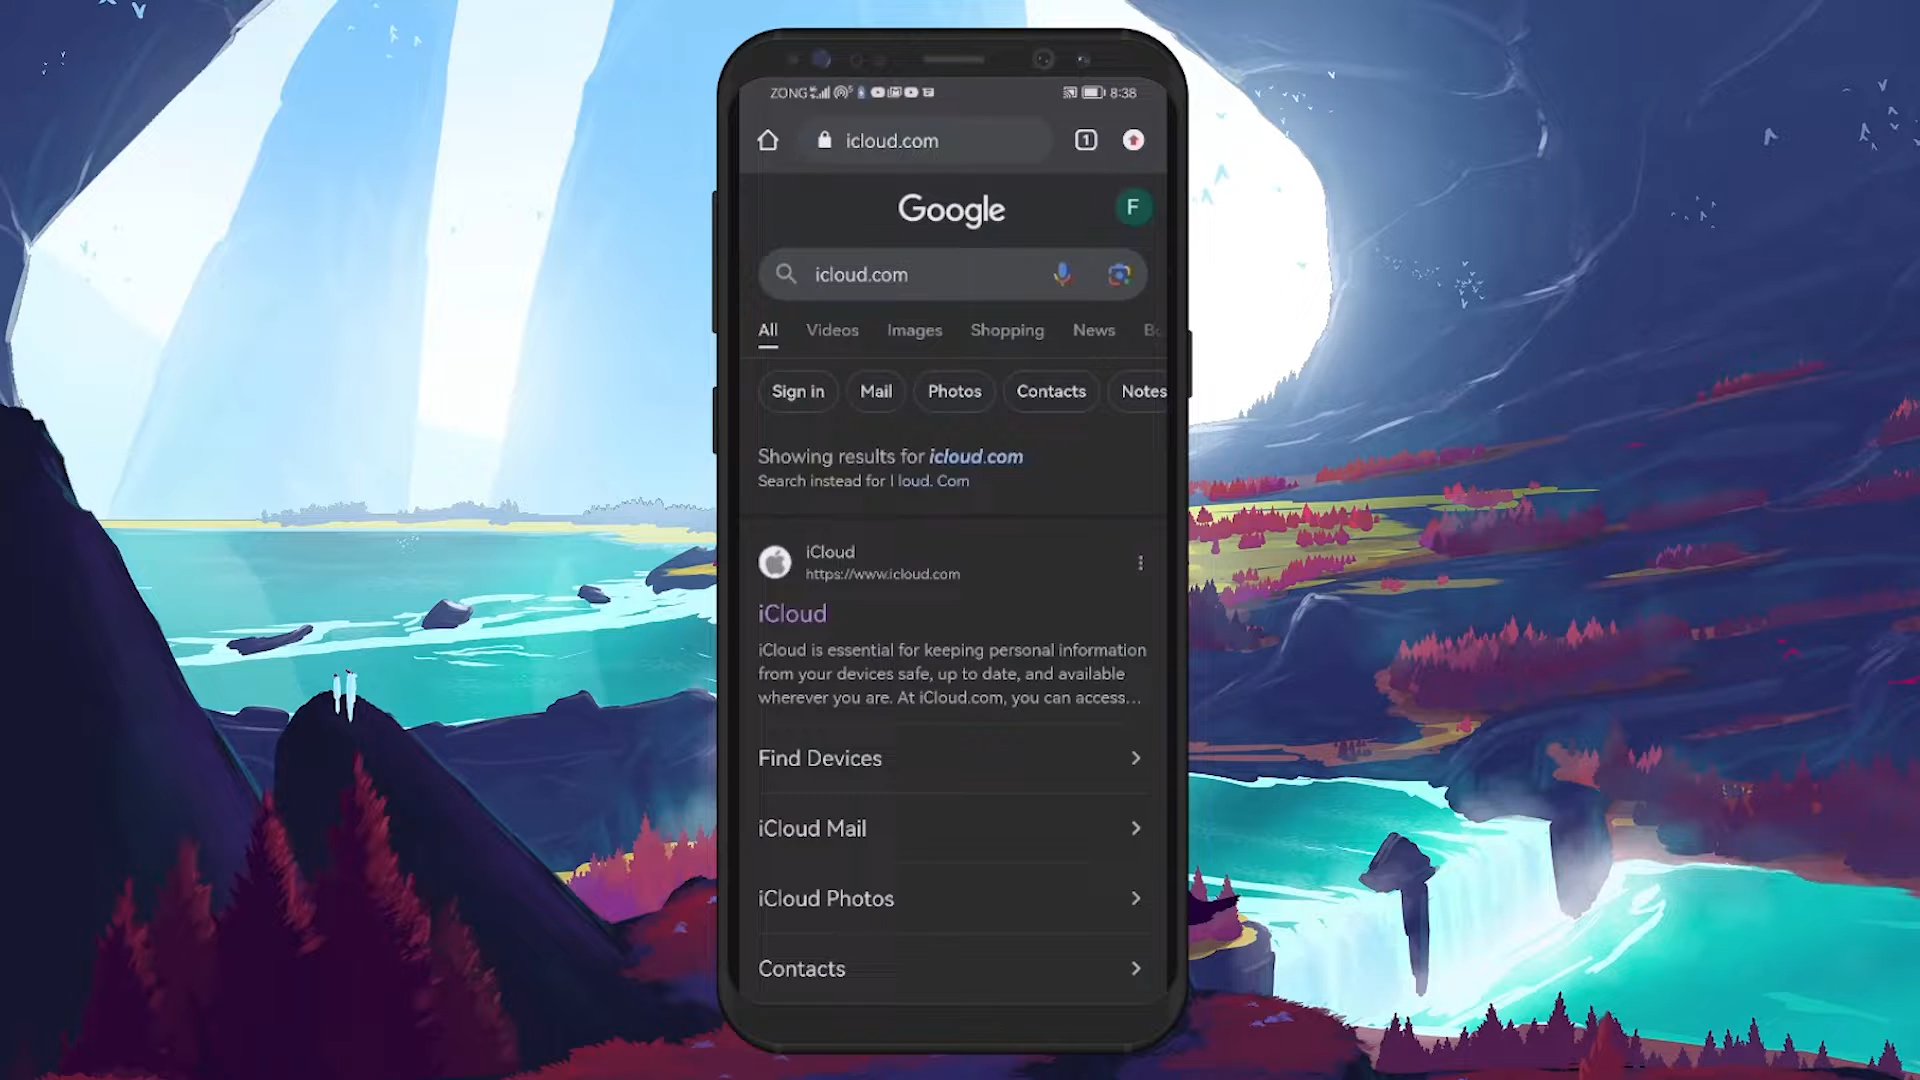 ZONG 8:38
icloud.com 1
Google F
icloud.com
All Videos Images Shopping News
Sign in Mail Photos Contacts Notes
Showing results for icloud.com
Search instead for I loud. Com
iCloud
https://www.icloud.com
iCloud
iCloud is essential for keeping personal information
from your devices safe, up to date, and available
wherever you are. At iCloud.com, you can access...
Find Devices
iCloud Mail
iCloud Photos
Contacts